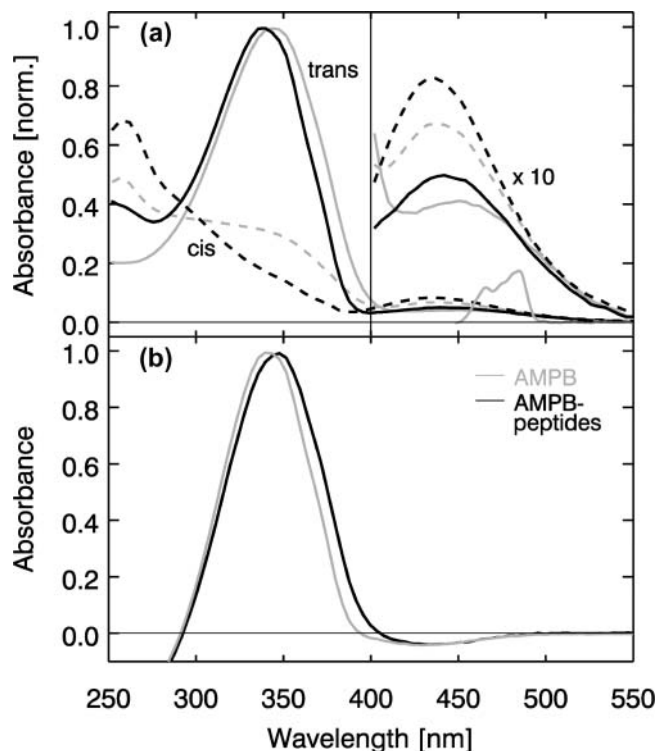 (a)
trans
x 10
cis
Absorbance [norm.]
1.0
0.8
0.6
0.4
0.2
0.0
(b)
AMPB
AMPB-
peptides
Absorbance
1.0
0.8
0.6
0.4
0.2
0.0
250 300 350 400 450 500 550
Wavelength [nm]